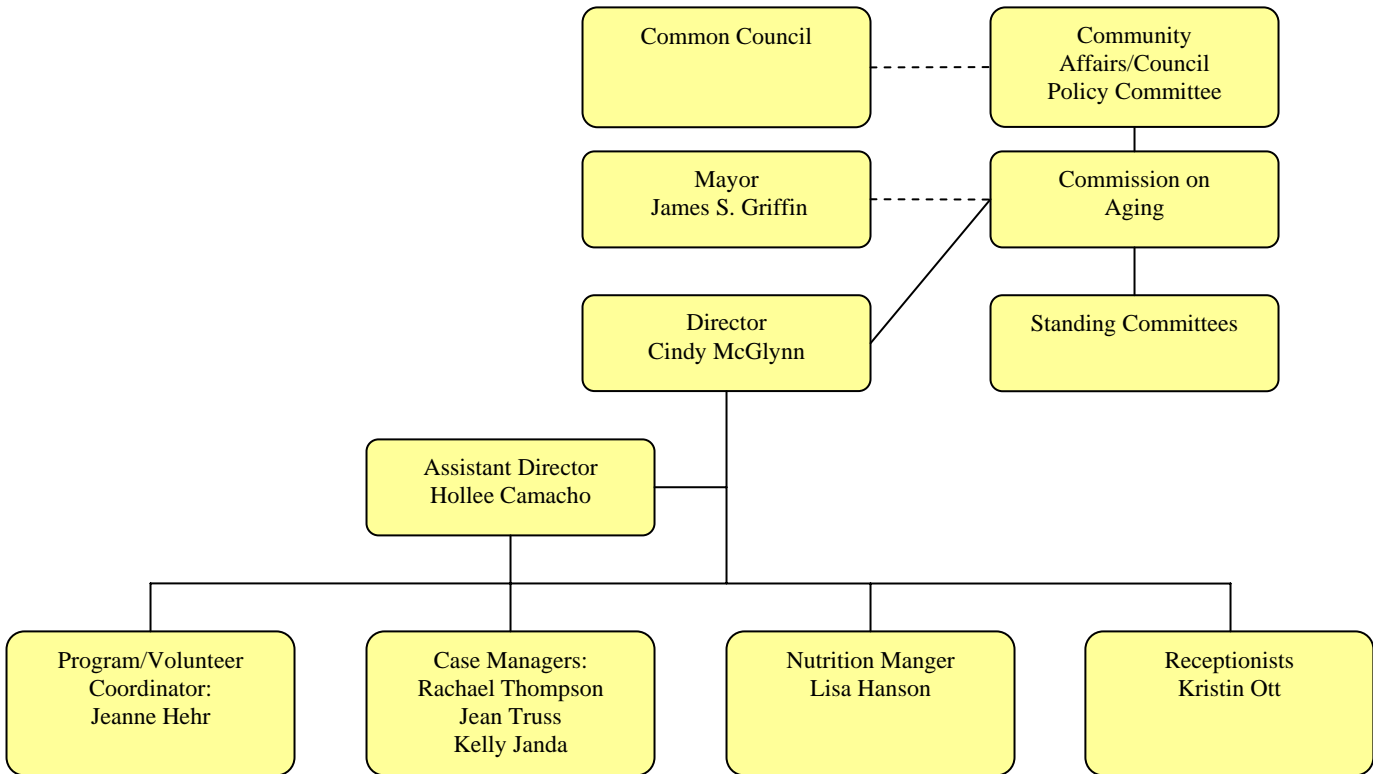 Common Council
Community
Affairs/Council
Policy Committee
Mayor
James S. Griffin
Commission on
Aging
Director
Cindy McGlynn
Standing Committees
Assistant Director
Hollee Camacho
Program/Volunteer
Coordinator:
Jeanne Hehr
Case Managers:
Rachael Thompson
Jean Truss
Kelly Janda
Nutrition Manger
Lisa Hanson
Receptionists
Kristin Ott